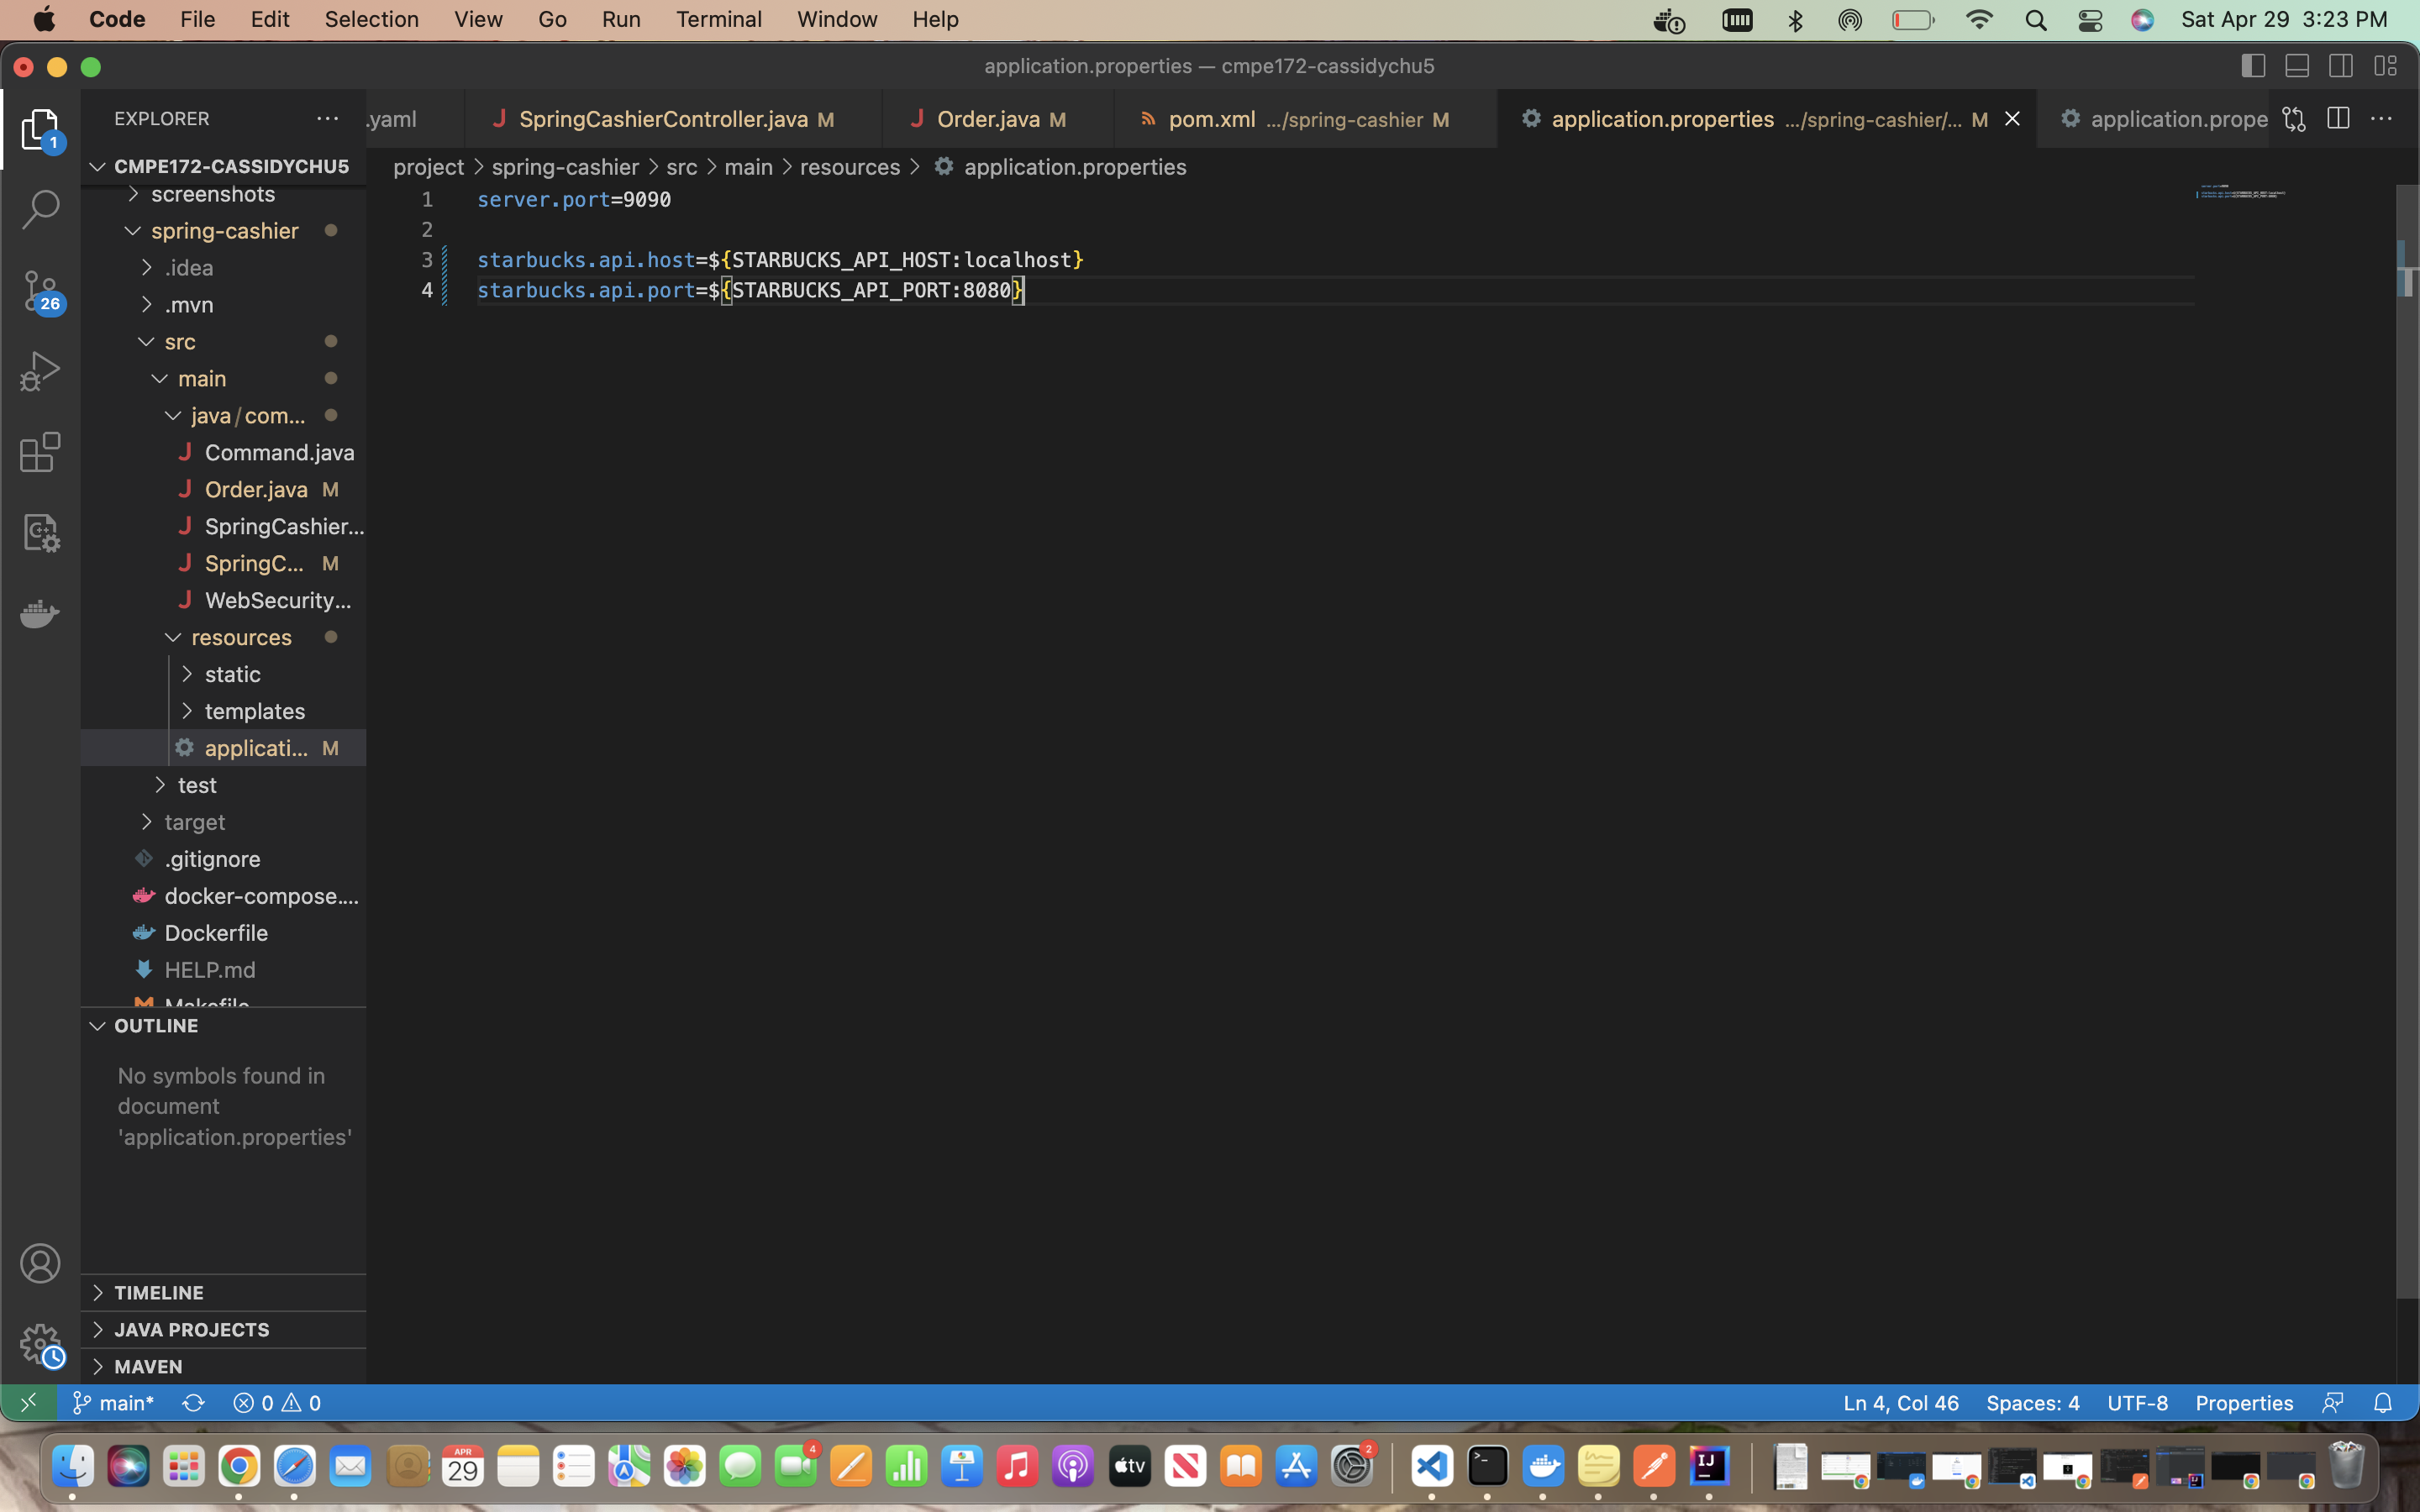 Code File Edit Selection View Go Run Terminal Window Help Sat Apr 29 3:23 PM
application.properties — cmpe172-cassidychu5
EXPLORER
.yaml
SpringCashierController.java M
Order.java M
pom.xml .../spring-cashier M
application.properties .../spring-cashier/... M
application.prope
1
26
CMPE172-CASSIDYCHU5
screenshots
spring-cashier
.idea
.mvn
src
main
java/com...
Command.java
Order.java M
SpringCashier...
SpringC... M
WebSecurity...
resources
static
templates
applicati... M
test
target
.gitignore
docker-compose....
Dockerfile
HELP.md
Makefile
OUTLINE
No symbols found in
document
'application.properties'
TIMELINE
JAVA PROJECTS
MAVEN
project > spring-cashier > src > main > resources > application.properties
1 server.port=9090
2
3 starbucks.api.host=${STARBUCKS_API_HOST:localhost}
4 starbucks.api.port=${STARBUCKS_API_PORT:8080}
main* 0 0 Ln 4, Col 46 Spaces: 4 UTF-8 Properties
APR
29
4
tv
2
IJ